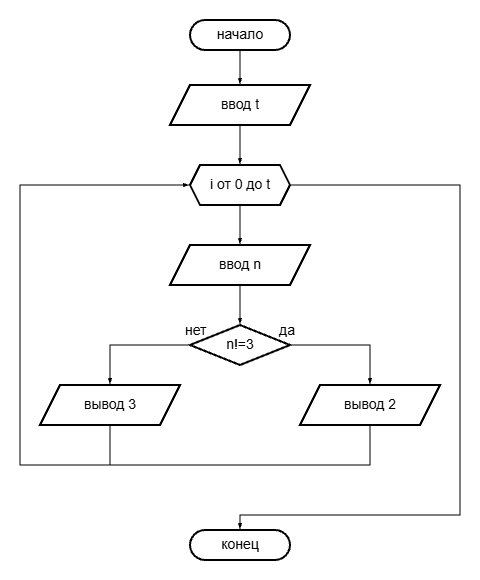 начало
ввод t
i от 0 до t
ввод n
нет
да
n!=3
вывод 3
вывод 2
конец